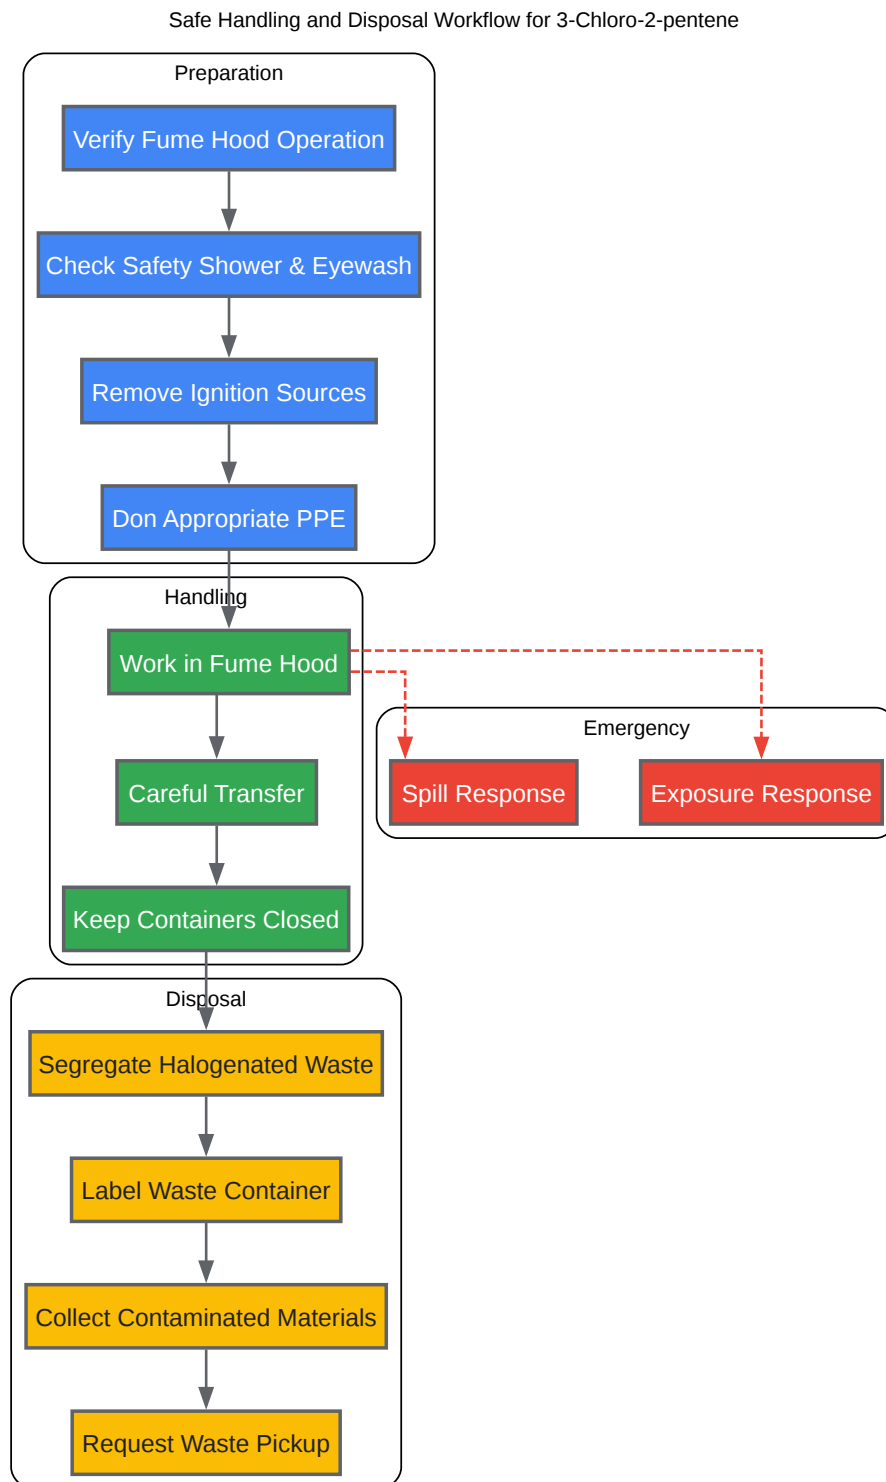 Safe Handling and Disposal Workflow for 3-Chloro-2-pentene
Preparation
Verify Fume Hood Operation
Check Safety Shower & Eyewash
Remove Ignition Sources
Don Appropriate PPE
Handling
Work in Fume Hood
Emergency
Careful Transfer
Spill Response
Exposure Response
Keep Containers Closed
Disposal
Segregate Halogenated Waste
Label Waste Container
Collect Contaminated Materials
Request Waste Pickup